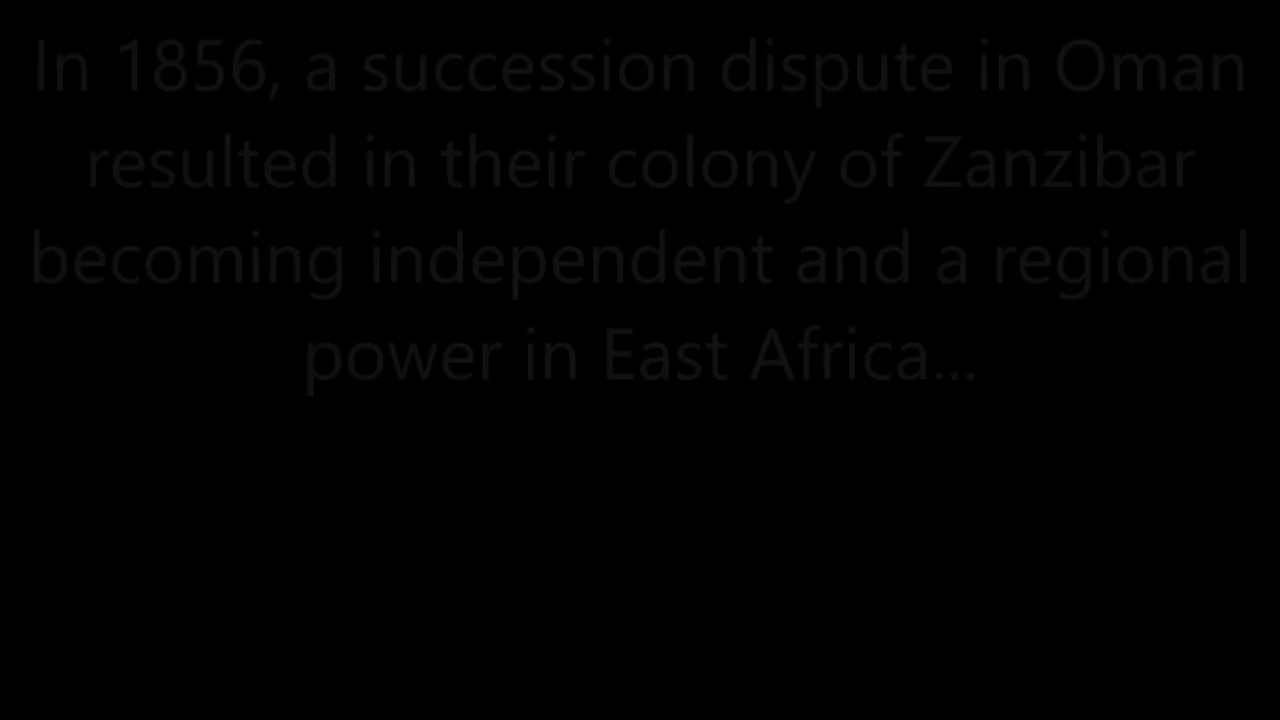 In 1856, a succession dispute in Oman
resulted in their colony of Zanzibar
becoming independent and a regional
power in East Africa...